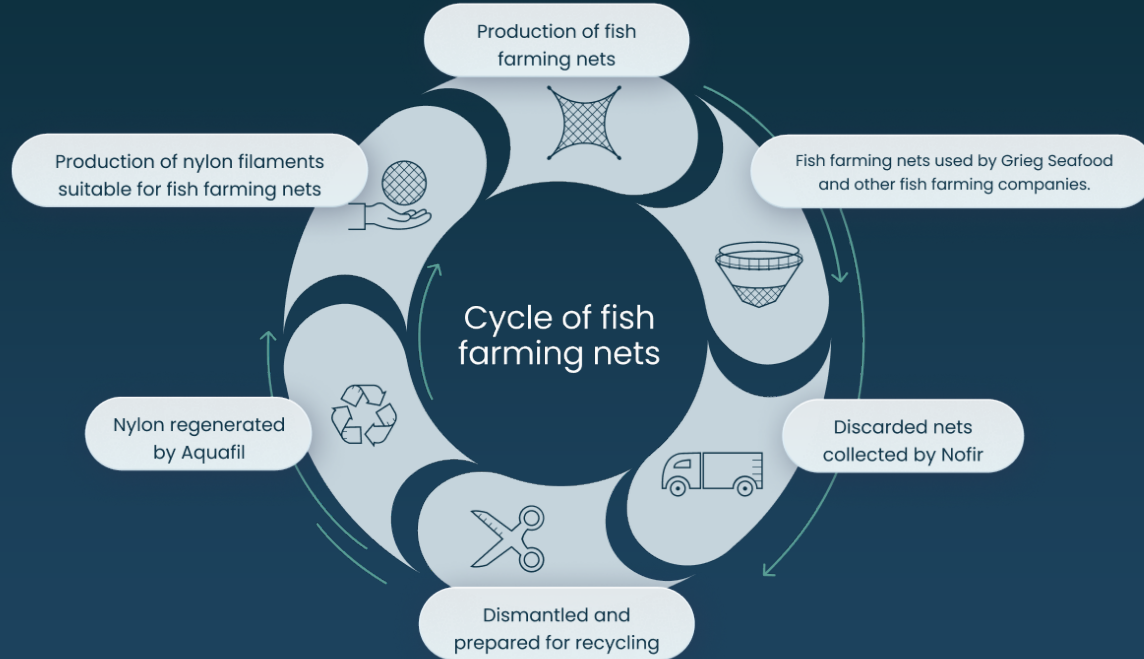 Production of fish
farming nets
Production of nylon filaments
suitable for fish farming nets
Fish farming nets used by Grieg Seafood
and other fish farming companies.
Cycle of fish
farming nets
Nylon regenerated
by Aquafil
Discarded nets
collected by Nofir
Dismantled and
prepared for recycling